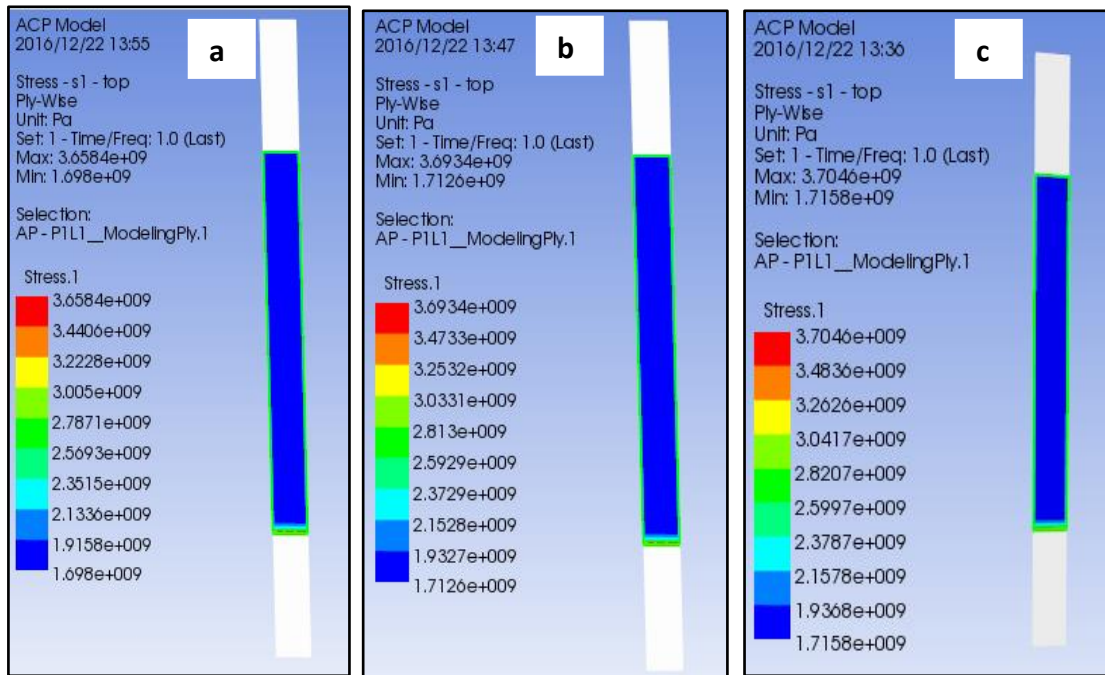 ACP Model
2016/12/22 13:55
a
Stress - s1 - top
Ply-Wise
Unit: Pa
Set: 1 - Time/Freq: 1.0 (Last)
Max: 3.6584e+09
Min: 1.698e+09
Selection:
AP - P1L1__ModelingPly.1
Stress.1
3.6584e+009
3.4406e+009
3.2228e+009
3.005e+009
2.7871e+009
2.5693e+009
2.3515e+009
2.1336e+009
1.9158e+009
1.698e+009
ACP Model
2016/12/22 13:47
b
Stress - s1 - top
Ply-Wise
Unit: Pa
Set: 1 - Time/Freq: 1.0 (Last)
Max: 3.6934e+09
Min: 1.7126e+09
Selection:
AP - P1L1__ModelingPly.1
Stress.1
3.6934e+009
3.4733e+009
3.2532e+009
3.0331e+009
2.813e+009
2.5929e+009
2.3729e+009
2.1528e+009
1.9327e+009
1.7126e+009
ACP Model
2016/12/22 13:36
c
Stress - s1 - top
Ply-Wise
Unit: Pa
Set: 1 - Time/Freq: 1.0 (Last)
Max: 3.7046e+09
Min: 1.7158e+09
Selection:
AP - P1L1__ModelingPly.1
Stress.1
3.7046e+009
3.4836e+009
3.2626e+009
3.0417e+009
2.8207e+009
2.5997e+009
2.3787e+009
2.1578e+009
1.9368e+009
1.7158e+009